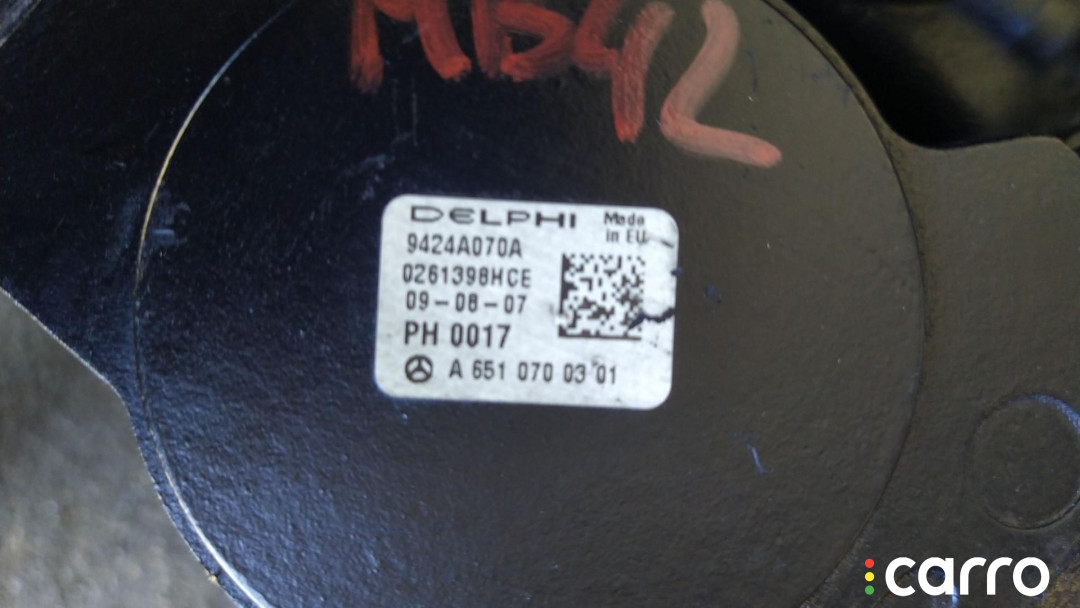 MB42
DELPHI Made
in EU
9424A070A
0261398HCE
09-08-07
PH 0017
A 651 070 03 01
carro